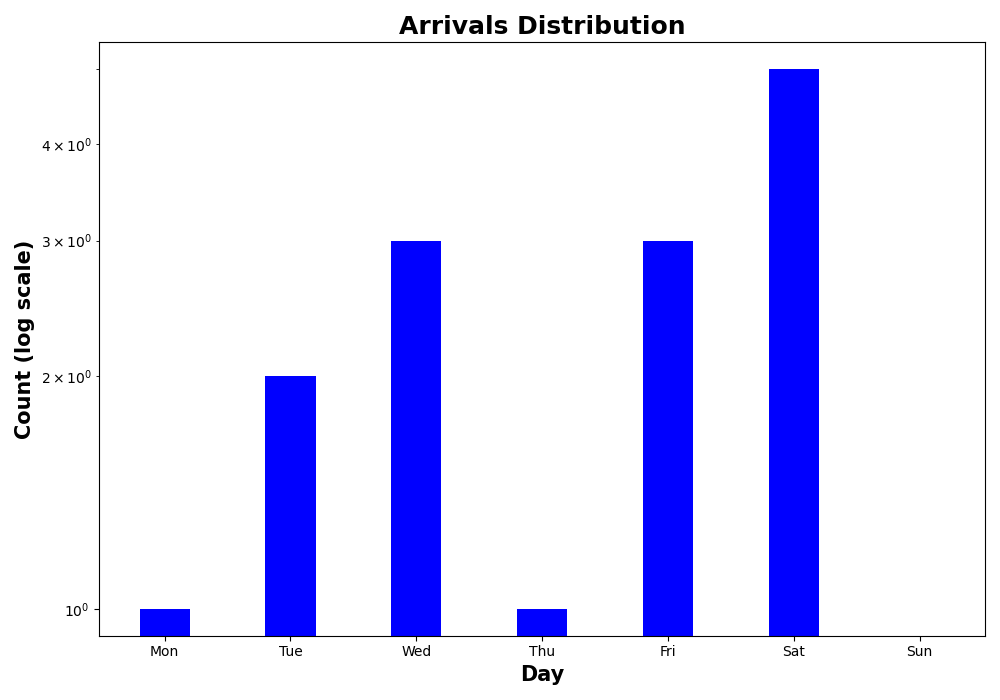 Arrivals Distribution
4 × 10⁰
3 × 10⁰
2 × 10⁰
10⁰
Count (log scale)
Mon Tue Wed Thu Fri Sat Sun
Day